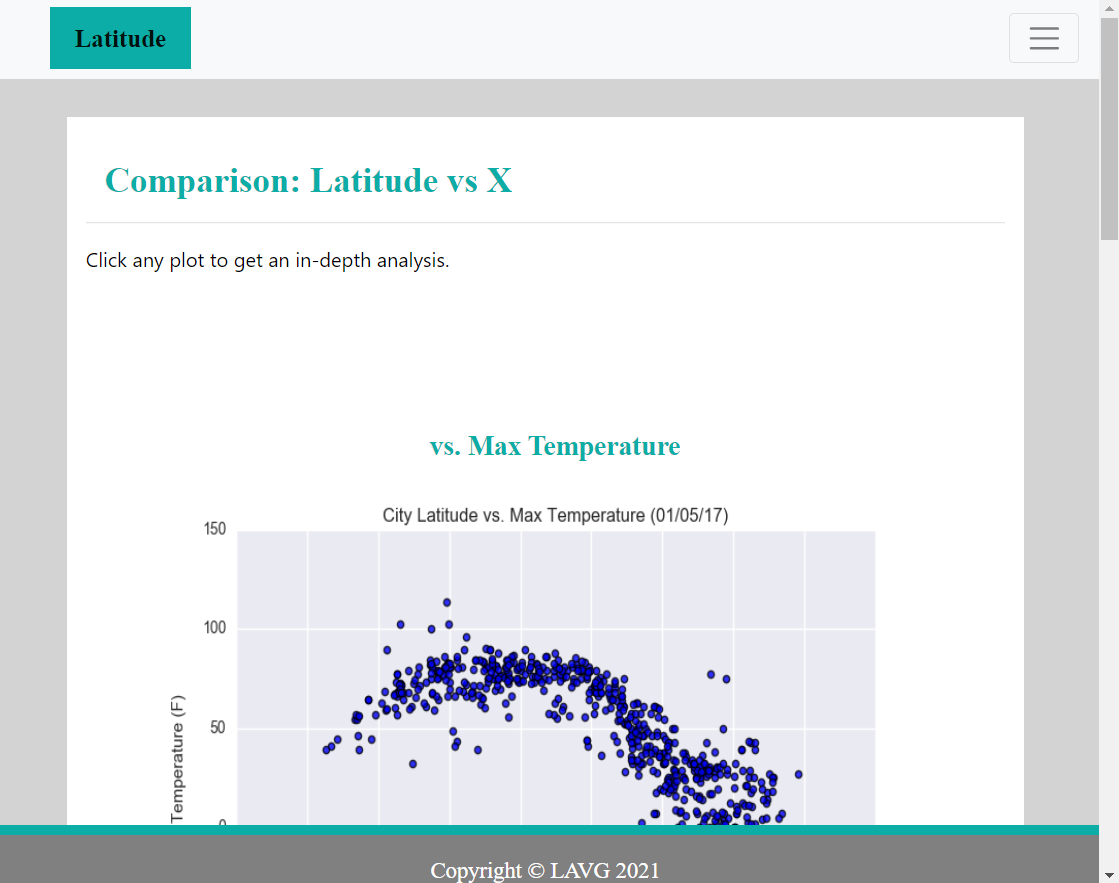 Latitude
Comparison: Latitude vs X
Click any plot to get an in-depth analysis.
vs. Max Temperature
City Latitude vs. Max Temperature (01/05/17)
150
100
50
0
Temperature (F)
Copyright © LAVG 2021